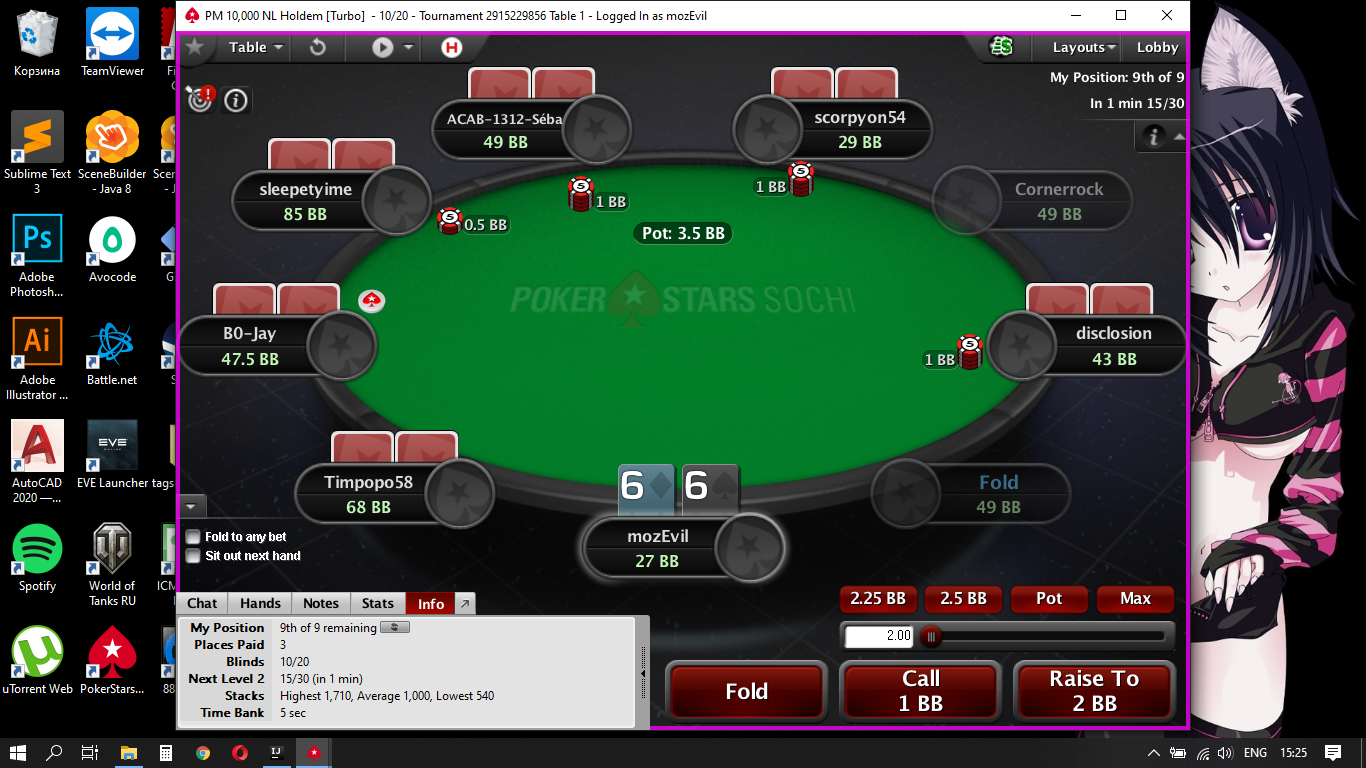 PM 10,000 NL Holdem [Turbo] - 10/20 - Tournament 2915229856 Table 1 - Logged In as mozEvil
Table
H
Layouts
Lobby
My Position: 9th of 9
In 1 min 15/30
Корзина
TeamViewer
Sublime Text
3
SceneBuilder
- Java 8
Adobe
Photosh...
Avocode
Adobe
Illustrator ...
Battle.net
AutoCAD
2020 —...
EVE Launcher
tags
Spotify
World of
Tanks RU
ICM
uTorrent Web
PokerStars...
88
ACAB-1312-Séba
49 BB
scorpyon54
29 BB
sleepetyime
85 BB
Cornerrock
49 BB
1 BB
1 BB
0.5 BB
Pot: 3.5 BB
POKER STARS SOCHI
B0-Jay
47.5 BB
disclosion
43 BB
1 BB
Timpopo58
68 BB
6 6
Fold
49 BB
mozEvil
27 BB
Fold to any bet
Sit out next hand
2.25 BB
2.5 BB
Pot
Max
2.00
Fold
Call
1 BB
Raise To
2 BB
Chat
Hands
Notes
Stats
Info
My Position 9th of 9 remaining
Places Paid 3
Blinds 10/20
Next Level 2 15/30 (in 1 min)
Stacks Highest 1,710, Average 1,000, Lowest 540
Time Bank 5 sec
ENG
15:25